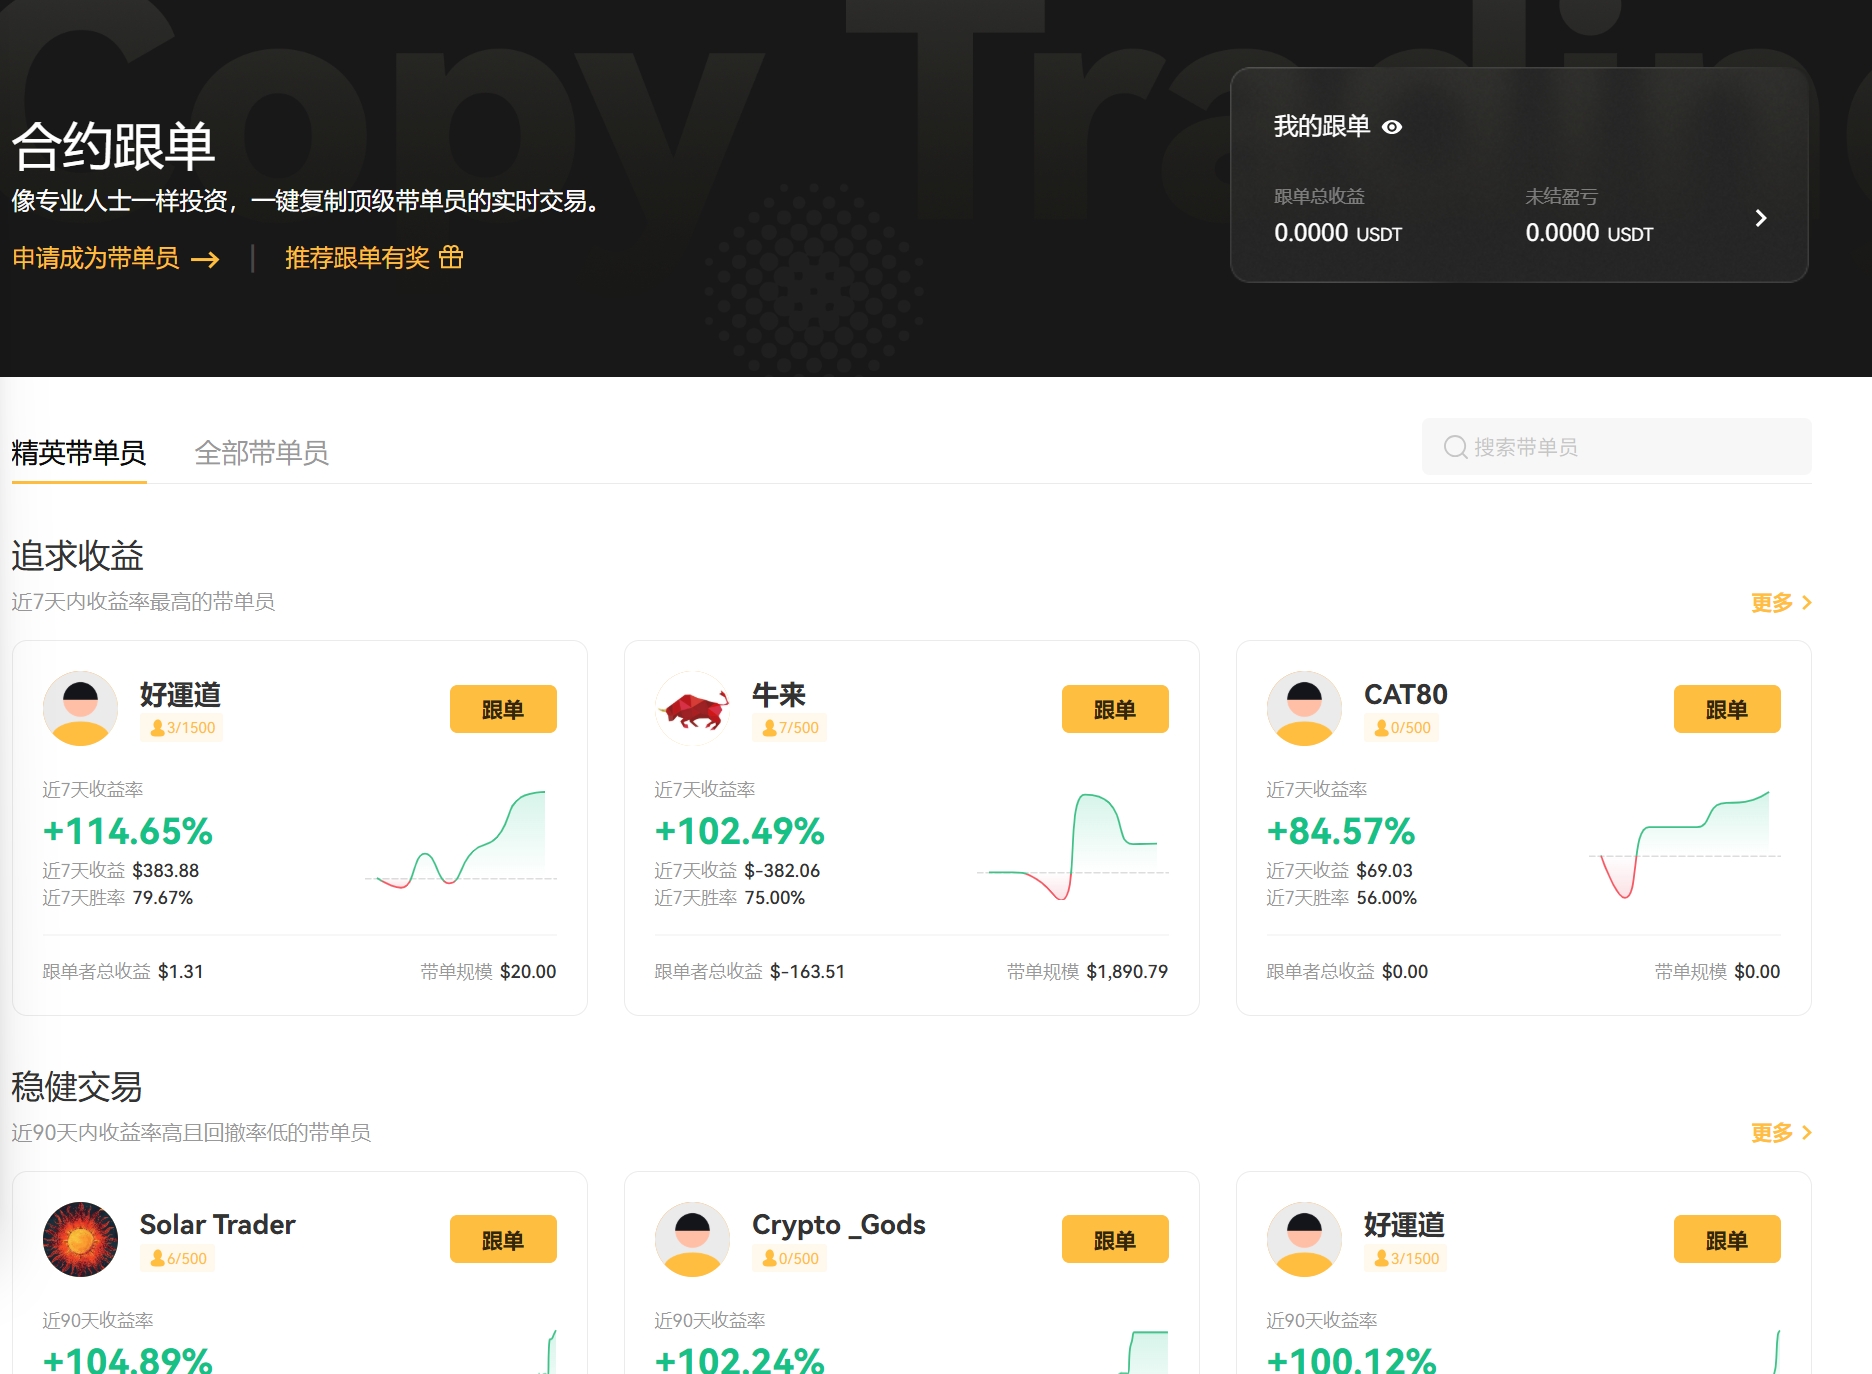 Copy Trading
合约跟单
像专业人士一样投资，一键复制顶级带单员的实时交易。
申请成为带单员
推荐跟单有奖
我的跟单
跟单总收益
未结盈亏
0.0000 USDT
0.0000 USDT
精英带单员
全部带单员
搜索带单员
追求收益
近7天内收益率最高的带单员
更多
好運道
3/1500
跟单
近7天收益率
+114.65%
近7天收益 $383.88
近7天胜率 79.67%
跟单者总收益 $1.31
带单规模 $20.00
牛来
7/500
跟单
近7天收益率
+102.49%
近7天收益 $-382.06
近7天胜率 75.00%
跟单者总收益 $-163.51
带单规模 $1,890.79
CAT80
0/500
跟单
近7天收益率
+84.57%
近7天收益 $69.03
近7天胜率 56.00%
跟单者总收益 $0.00
带单规模 $0.00
稳健交易
近90天内收益率高且回撤率低的带单员
更多
Solar Trader
6/500
跟单
近90天收益率
+104.89%
Crypto _Gods
0/500
跟单
近90天收益率
+102.24%
好運道
3/1500
跟单
近90天收益率
+100.12%